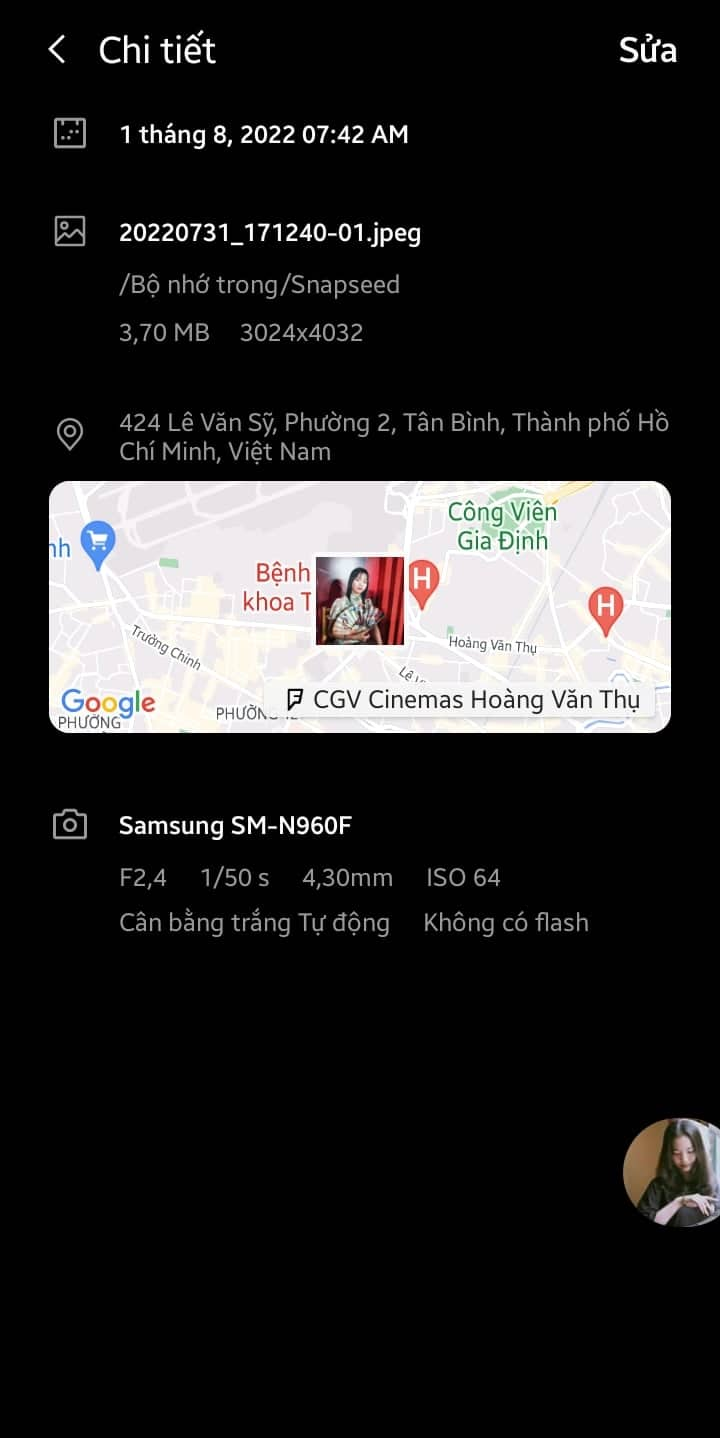 Chi tiết
Sửa
1 tháng 8, 2022 07:42 AM
20220731_171240-01.jpeg
/Bộ nhớ trong/Snapseed
3,70 MB 3024x4032
424 Lê Văn Sỹ, Phường 2, Tân Bình, Thành phố Hồ
Chí Minh, Việt Nam
Công Viên
Gia Định
nh
Bệnh
khoa T
H
H
Trường Chinh
Hoàng Văn Thụ
Google
PHƯỜNG
CGV Cinemas Hoàng Văn Thụ
Samsung SM-N960F
F2,4 1/50 s 4,30mm ISO 64
Cân bằng trắng Tự động Không có flash